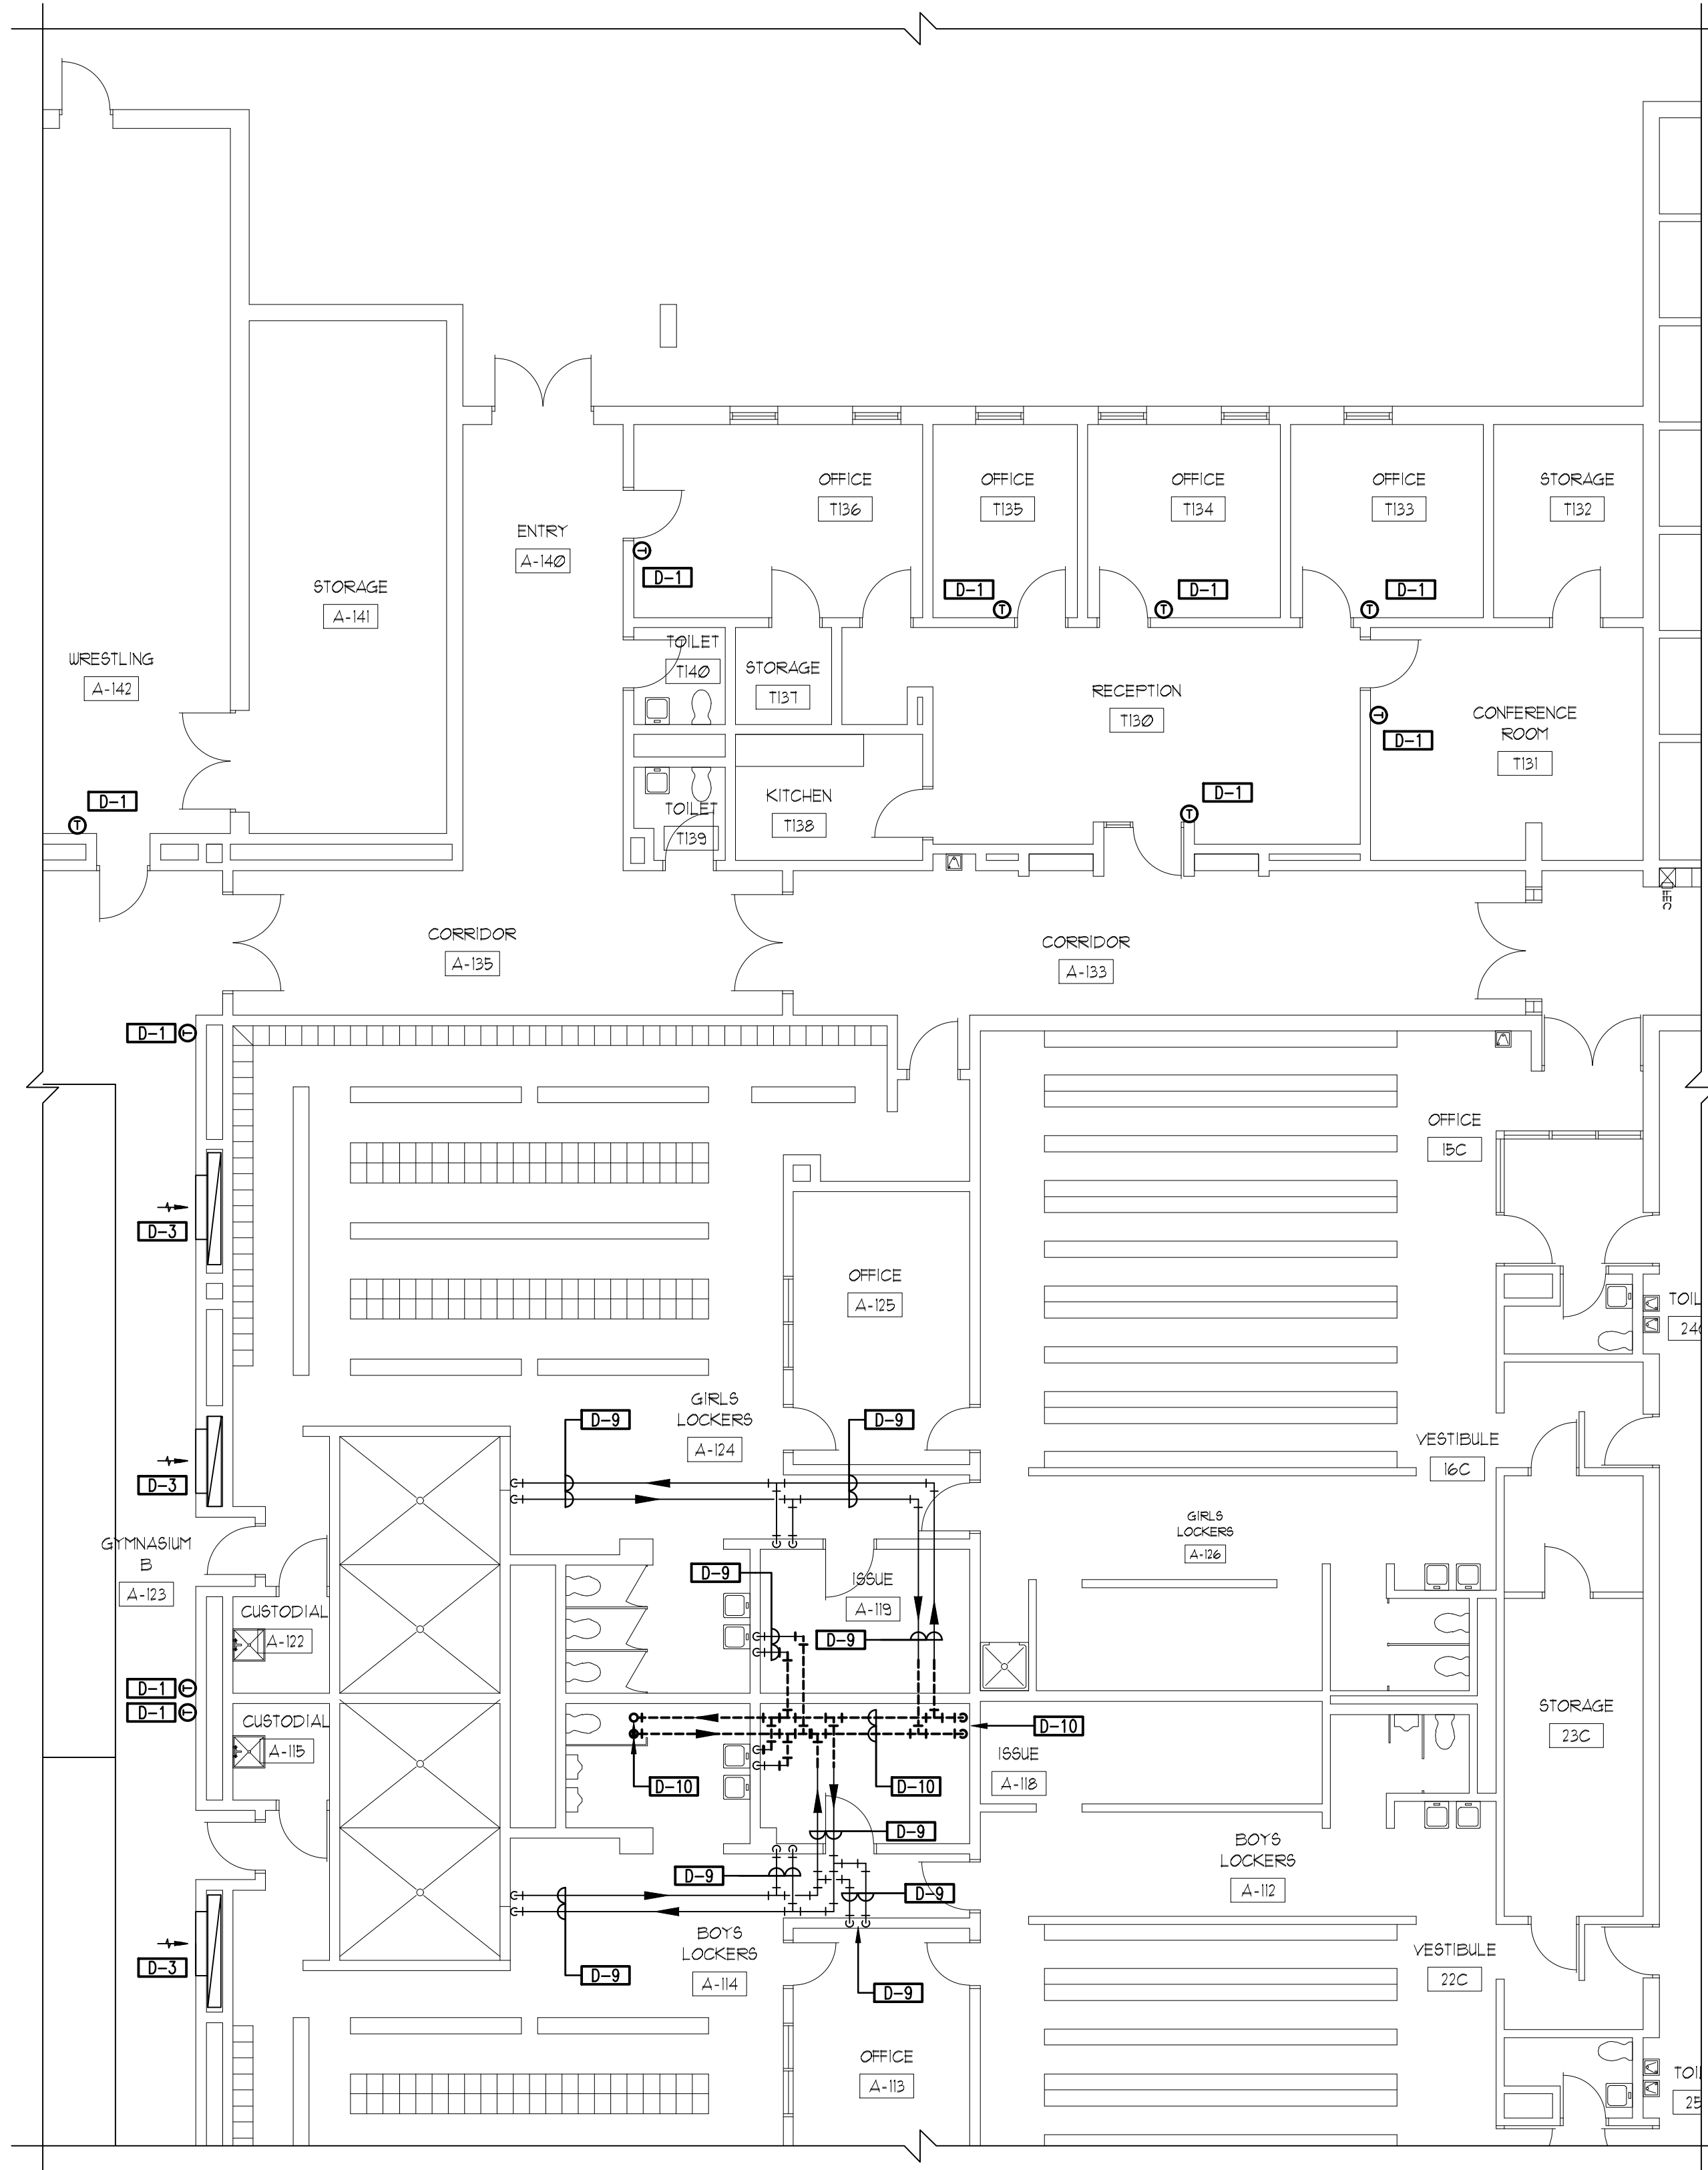 OFFICE
T136
OFFICE
T135
OFFICE
T134
OFFICE
T133
STORAGE
T132
ENTRY
A-140
T
D-1
D-1
T
D-1
T
D-1
T
STORAGE
A-141
WRESTLING
A-142
TOILET
T140
STORAGE
T137
RECEPTION
T130
CONFERENCE
ROOM
T131
T
D-1
D-1
T
D-1
T
KITCHEN
T138
TOILET
T139
FEC
CORRIDOR
A-135
CORRIDOR
A-133
D-1
T
OFFICE
15C
D-3
OFFICE
A-125
24
GIRLS
LOCKERS
A-124
D-9
D-9
VESTIBULE
16C
D-3
GIRLS
LOCKERS
A-126
GYMNASIUM
B
A-123
D-9
ISSUE
A-119
CUSTODIAL
A-122
D-9
D-1
T
D-1
T
CUSTODIAL
A-115
D-10
ISSUE
A-118
STORAGE
23C
D-10
D-10
D-9
BOYS
LOCKERS
A-112
D-9
D-9
BOYS
LOCKERS
A-114
D-3
D-9
D-9
VESTIBULE
22C
OFFICE
A-113
25